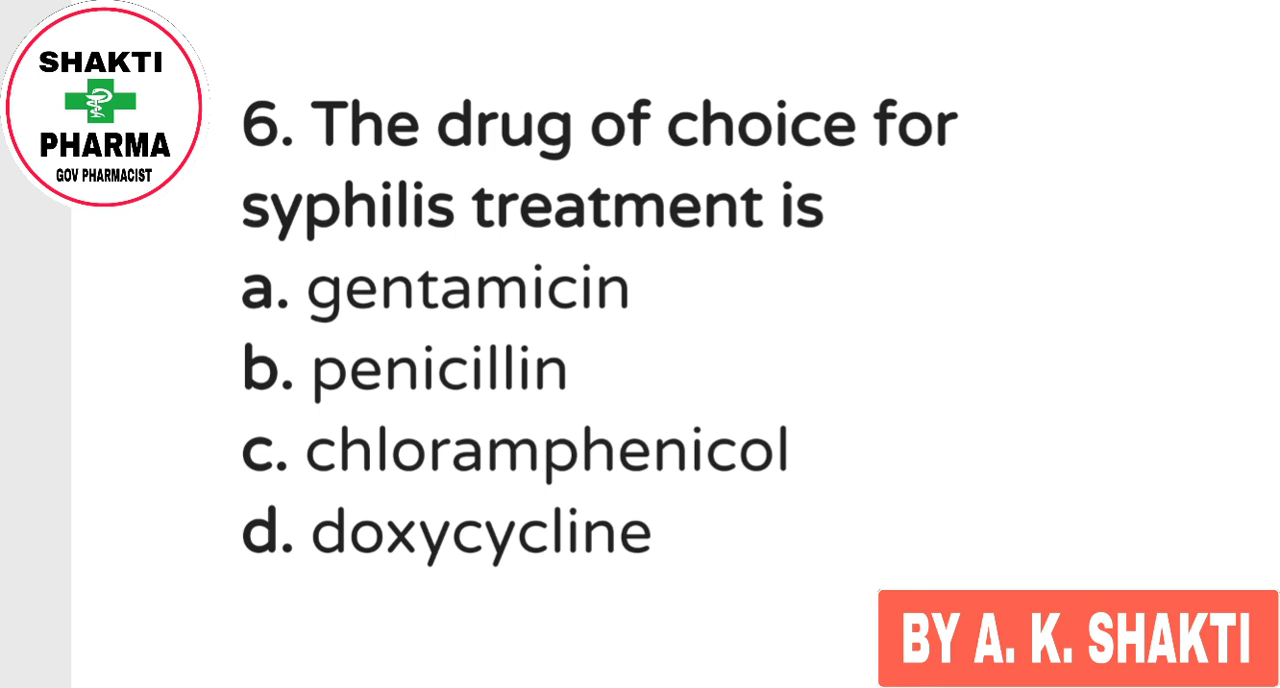 SHAKTI
PHARMA
GOV PHARMACIST
6. The drug of choice for
syphilis treatment is
a. gentamicin
b. penicillin
c. chloramphenicol
d. doxycycline
BY A. K. SHAKTI